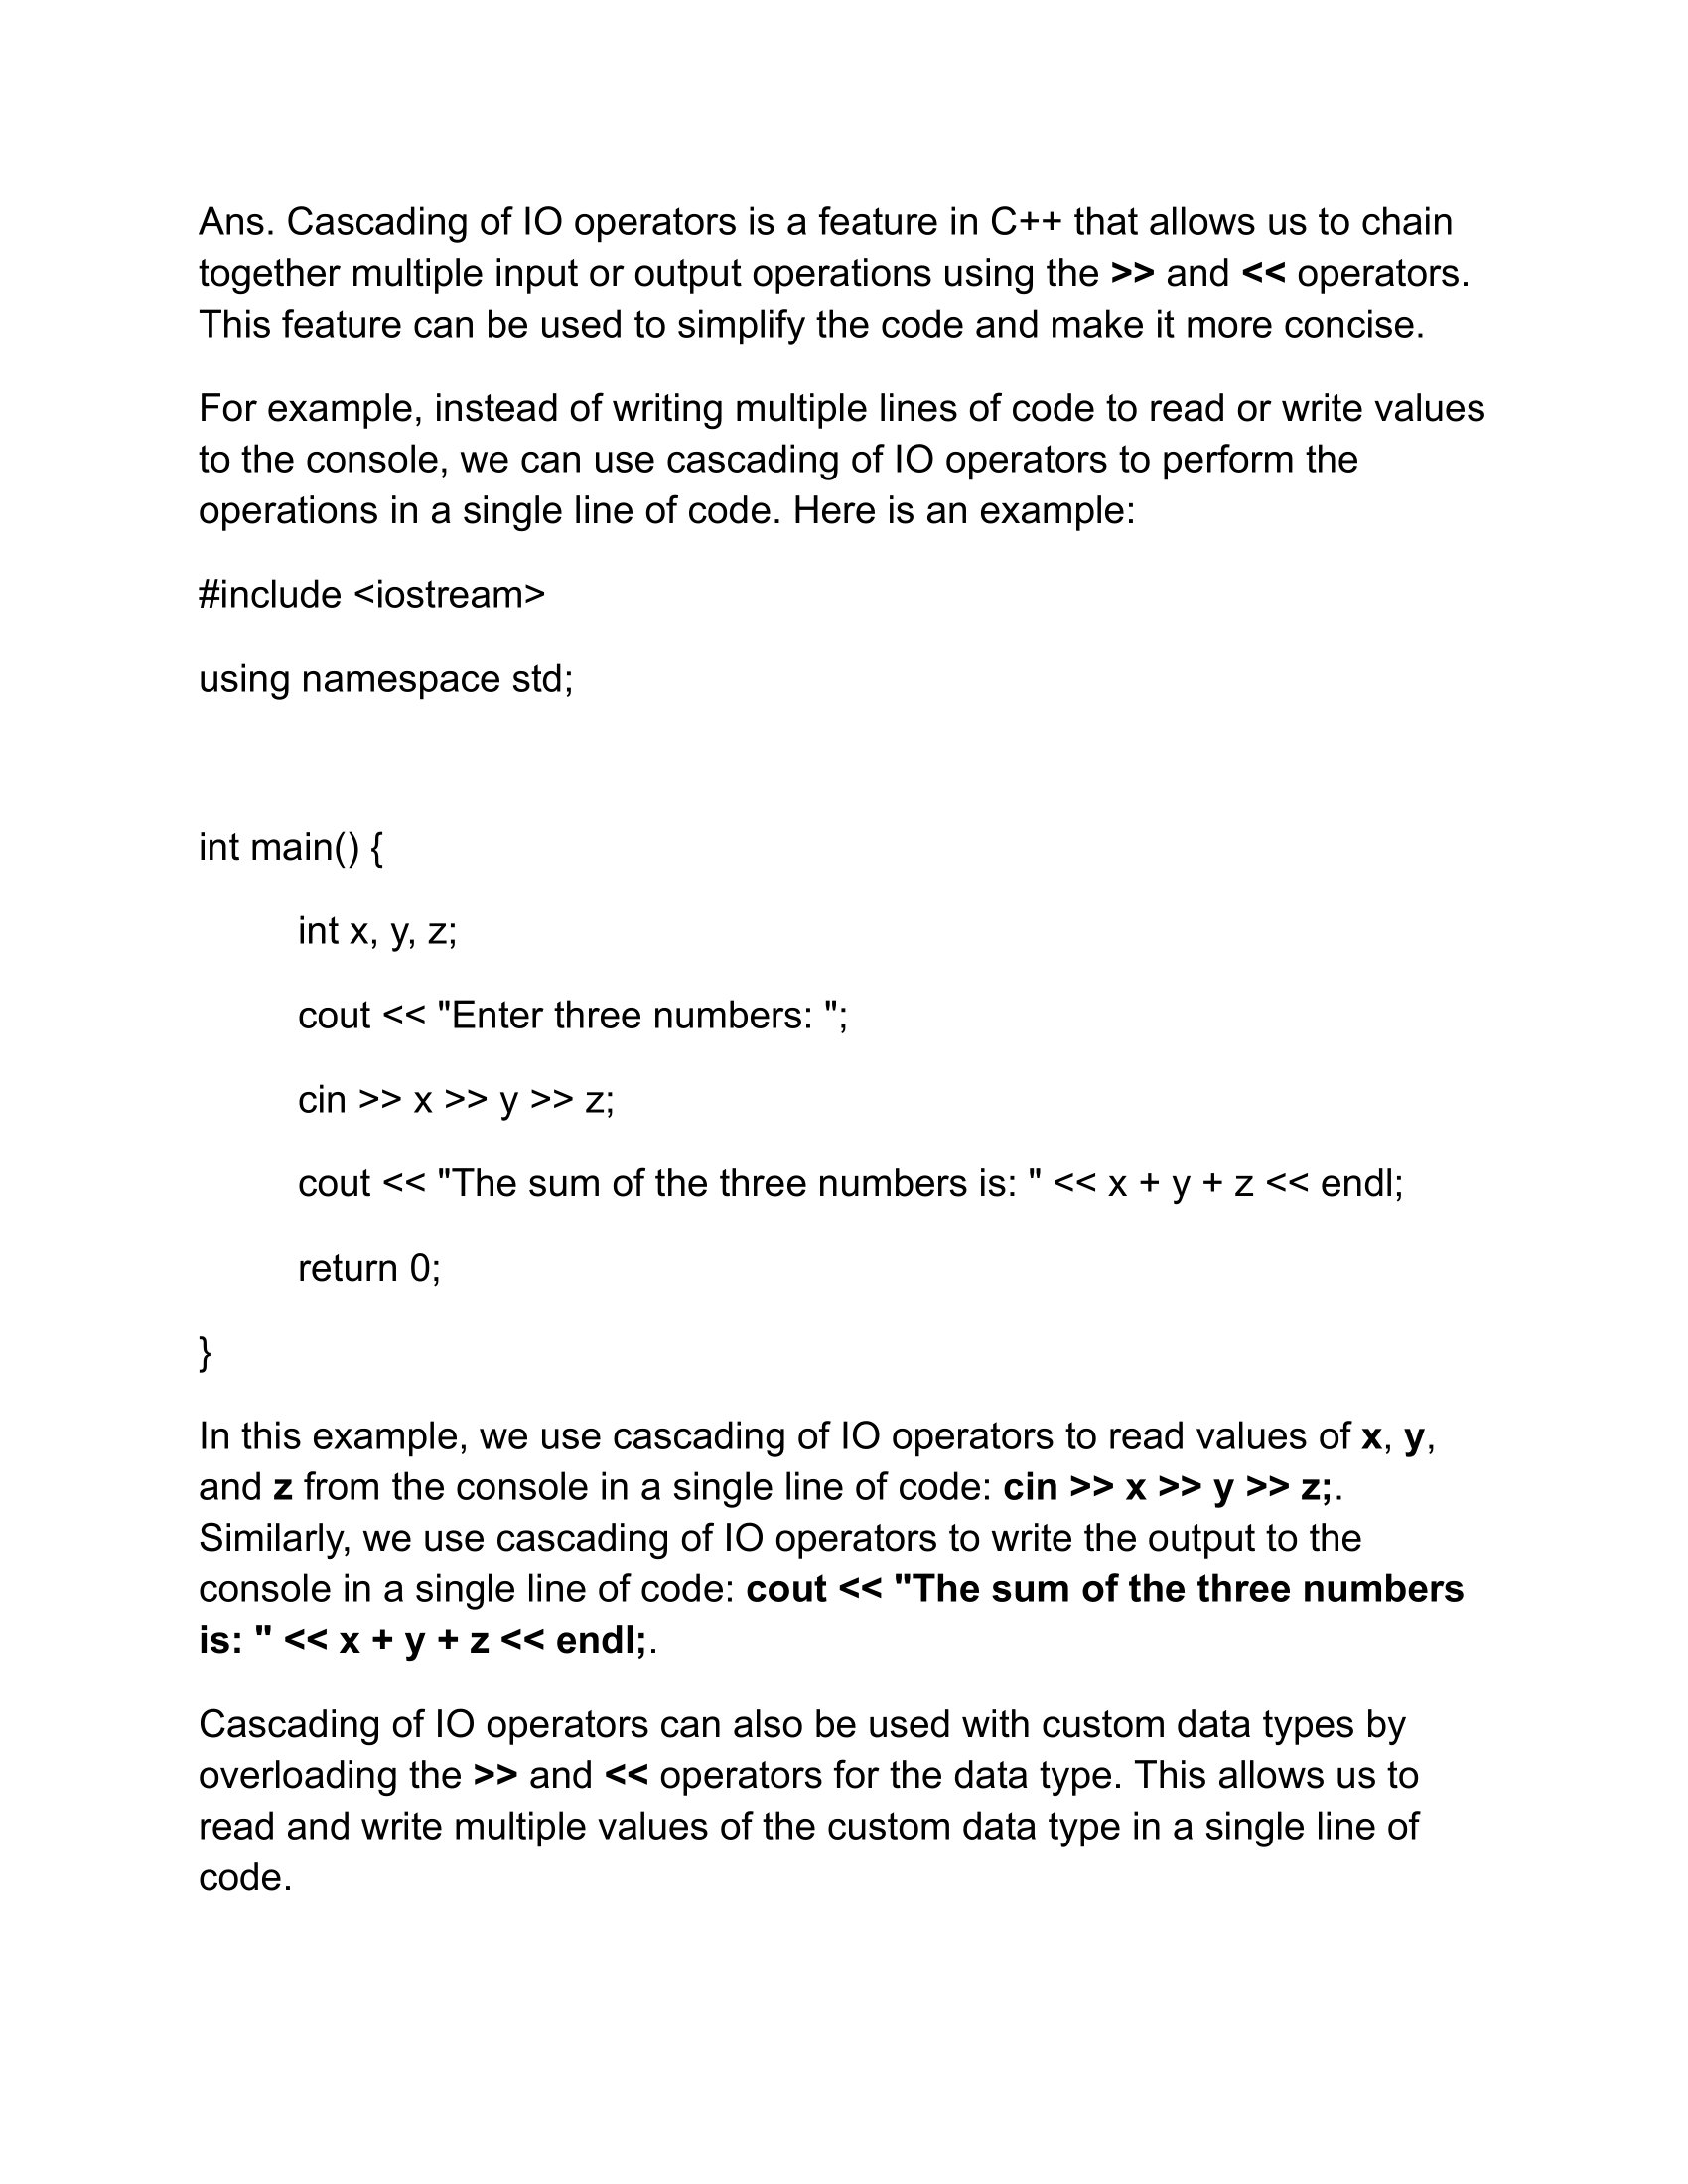 Ans. Cascading of IO operators is a feature in C++ that allows us to chain
together multiple input or output operations using the >> and << operators.
This feature can be used to simplify the code and make it more concise.
For example, instead of writing multiple lines of code to read or write values
to the console, we can use cascading of IO operators to perform the
operations in a single line of code. Here is an example:
#include <iostream>
using namespace std;
int main() {
int x, y, z;
cout << "Enter three numbers: ";
cin >> x >> y >> z;
cout << "The sum of the three numbers is: " << x + y + z << endl;
return 0;
}
In this example, we use cascading of IO operators to read values of x, y,
and z from the console in a single line of code: cin >> x >> y >> z;.
Similarly, we use cascading of IO operators to write the output to the
console in a single line of code: cout << "The sum of the three numbers
is: " << x + y + z << endl;.
Cascading of IO operators can also be used with custom data types by
overloading the >> and << operators for the data type. This allows us to
read and write multiple values of the custom data type in a single line of
code.